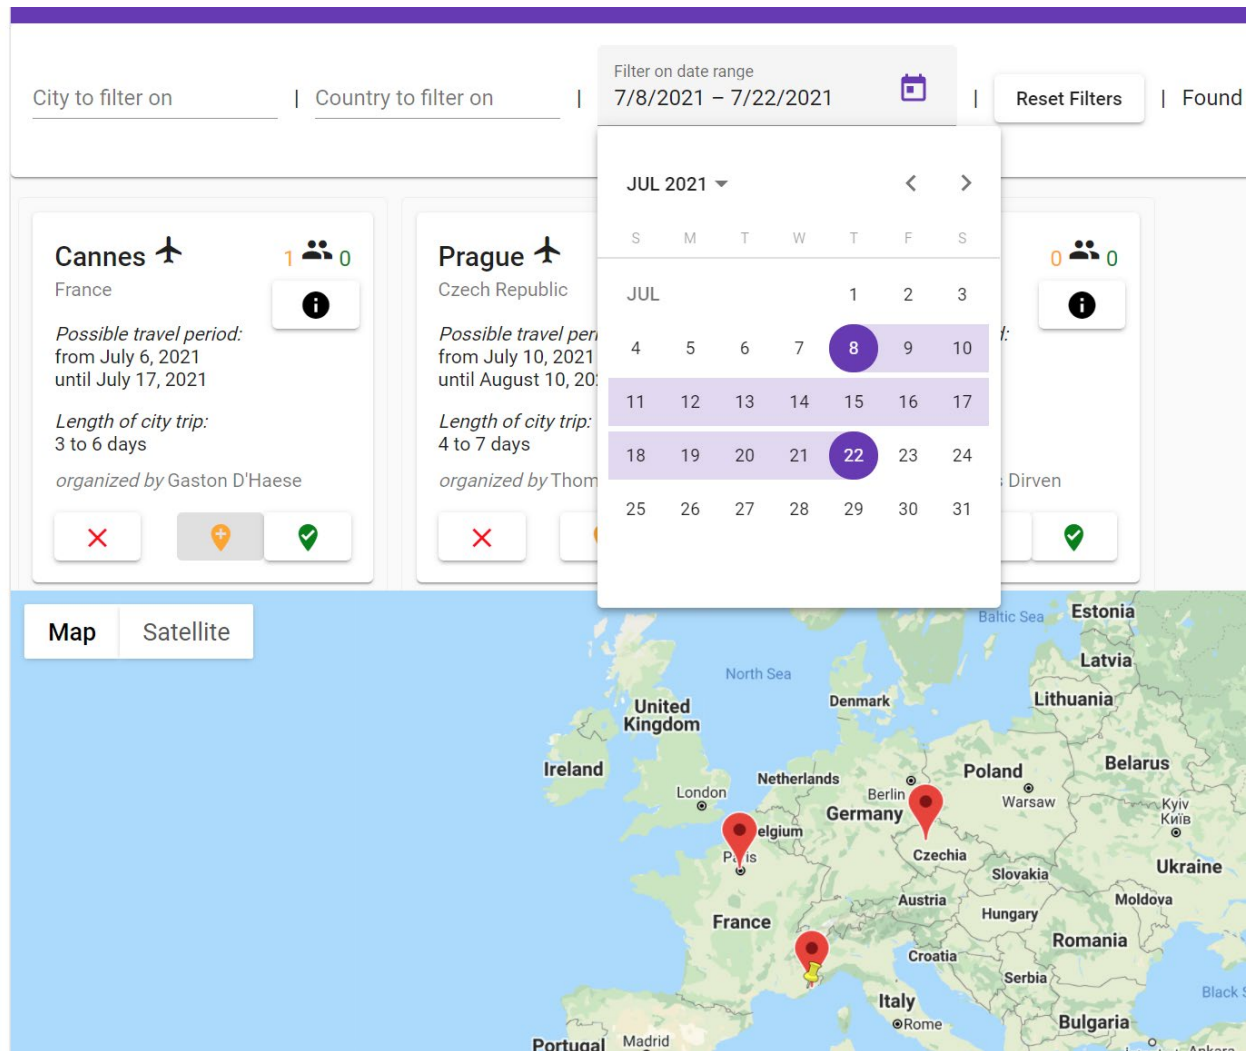 City to filter on | Country to filter on | Filter on date range | Reset Filters | Found
7/8/2021 – 7/22/2021
JUL 2021
S M T W T F S
JUL 1 2 3
4 5 6 7 8 9 10
11 12 13 14 15 16 17
18 19 20 21 22 23 24
25 26 27 28 29 30 31
Cannes
1 0
France
Possible travel period:
from July 6, 2021
until July 17, 2021
Length of city trip:
3 to 6 days
organized by Gaston D'Haese
Prague
Czech Republic
Possible travel
from July 10, 2021
until August 10,
Length of city trip:
4 to 7 days
organized by
0 0
Dirven
Map Satellite
Baltic Sea
Estonia
Latvia
North Sea
Denmark
Lithuania
United
Kingdom
Ireland
Netherlands
Poland
Belarus
London
Berlin
Warsaw
Kyiv
Київ
Germany
elgium
Paris
Czechia
Slovakia
Ukraine
Austria
Moldova
Hungary
France
Romania
Croatia
Serbia
Black
Italy
Rome
Bulgaria
Portugal
Madrid